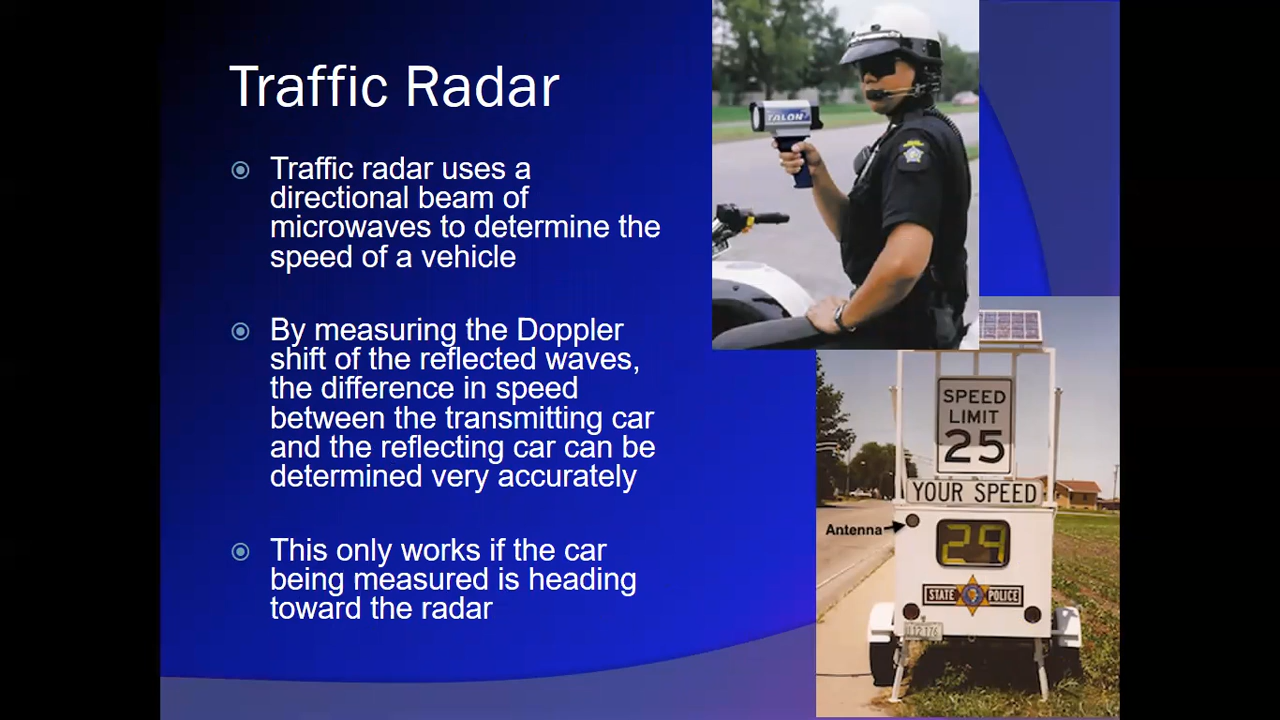 Traffic Radar
Traffic radar uses a
directional beam of
microwaves to determine the
speed of a vehicle
By measuring the Doppler
shift of the reflected waves,
the difference in speed
between the transmitting car
and the reflecting car can be
determined very accurately
This only works if the car
being measured is heading
toward the radar
TALON
SPEED
LIMIT
25
YOUR SPEED
Antenna
29
STATE POLICE